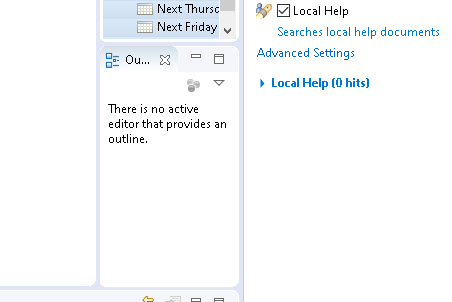 Next Thursc
Next Friday
Ou...
There is no active
editor that provides an
outline.
Local Help
Searches local help documents
Advanced Settings
Local Help (0 hits)